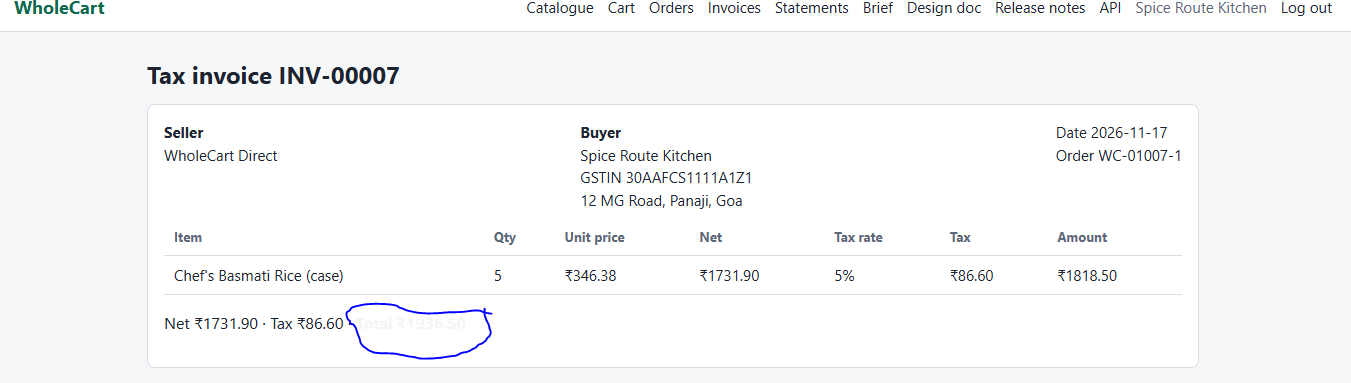 WholeCart Catalogue Cart Orders Invoices Statements Brief Design doc Release notes API Spice Route Kitchen Log out
Tax invoice INV-00007
Seller Buyer Date 2026-11-17
WholeCart Direct Spice Route Kitchen Order WC-01007-1
GSTIN 30AAFCS1111A1Z1
12 MG Road, Panaji, Goa
Item Qty Unit price Net Tax rate Tax Amount
Chef's Basmati Rice (case) 5 ₹346.38 ₹1731.90 5% ₹86.60 ₹1818.50
Net ₹1731.90 · Tax ₹86.60 · Total ₹1936.50